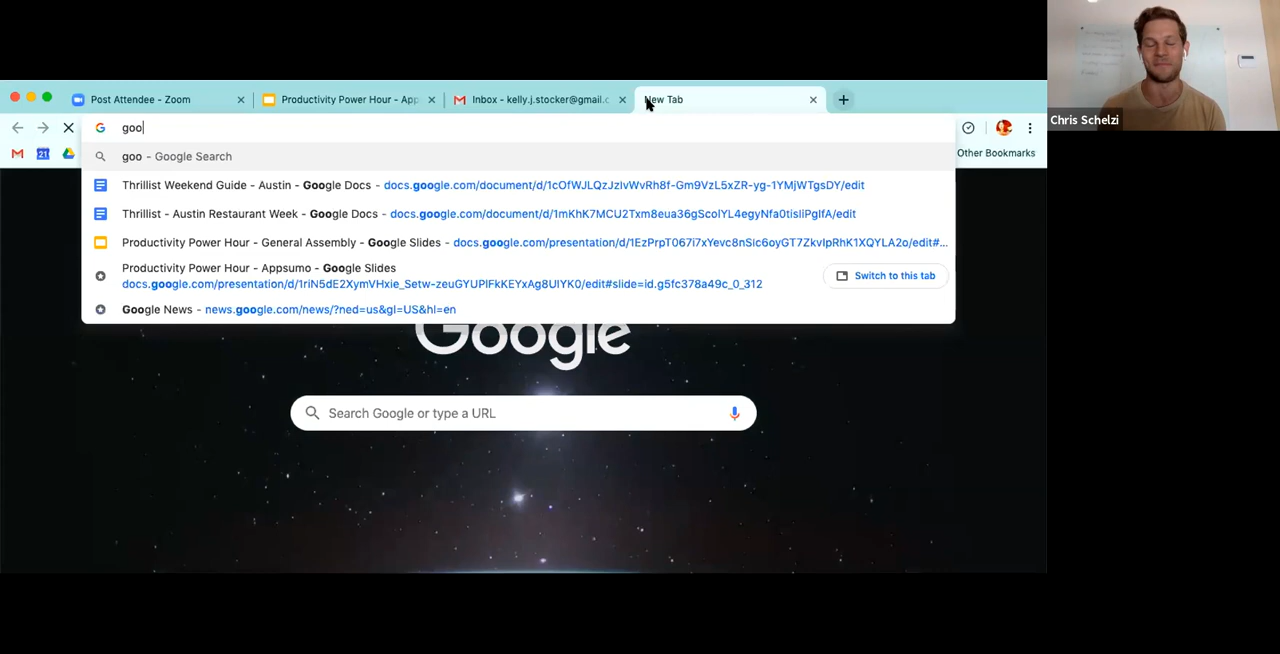 Post Attendee - Zoom
Productivity Power Hour - App
Inbox - kelly.j.stocker@gmail.c
New Tab
goo
21
Other Bookmarks
goo - Google Search
Thrillist Weekend Guide - Austin - Google Docs - docs.google.com/document/d/1cOfWJLQzJzIvWvRh8f-Gm9VzL5xZR-yg-1YMjWTgsDY/edit
Thrillist - Austin Restaurant Week - Google Docs - docs.google.com/document/d/1mKhK7MCU2Txm8eua36gScoIYL4egyNfa0tisliPgIfA/edit
Productivity Power Hour - General Assembly - Google Slides - docs.google.com/presentation/d/1EzPrpT067i7xYevc8nSic6oyGT7ZkvIpRhK1XQYLA2o/edit#...
Productivity Power Hour - Appsumo - Google Slides
docs.google.com/presentation/d/1riN5dE2XymVHxie_Setw-zeuGYUPlFkKEYxAg8UIYK0/edit#slide=id.g5fc378a49c_0_312
Switch to this tab
Google News - news.google.com/news/?ned=us&gl=US&hl=en
Google
Search Google or type a URL
Chris Schelzi